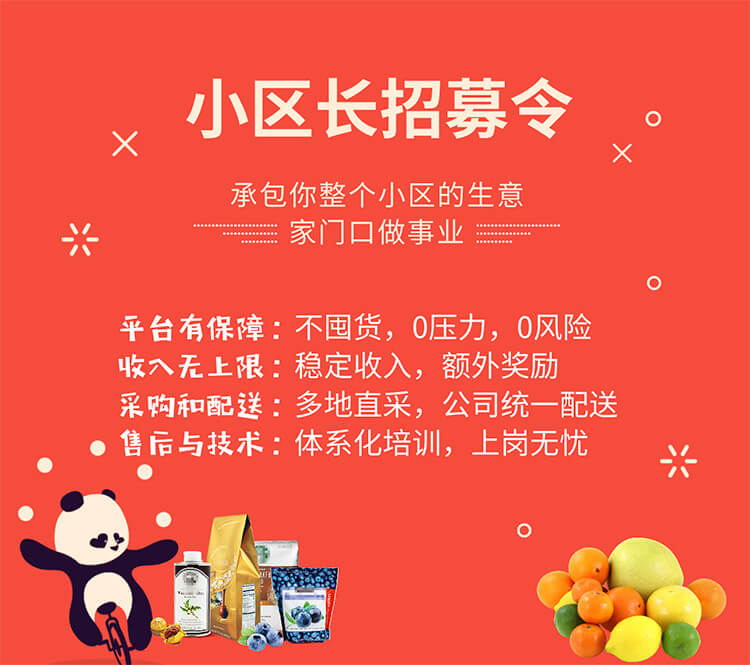 小区长招募令
承包你整个小区的生意
家门口做事业
平台有保障：不囤货，0压力，0风险
收入无上限：稳定收入，额外奖励
采购和配送：多地直采，公司统一配送
售后与技术：体系化培训，上岗无忧